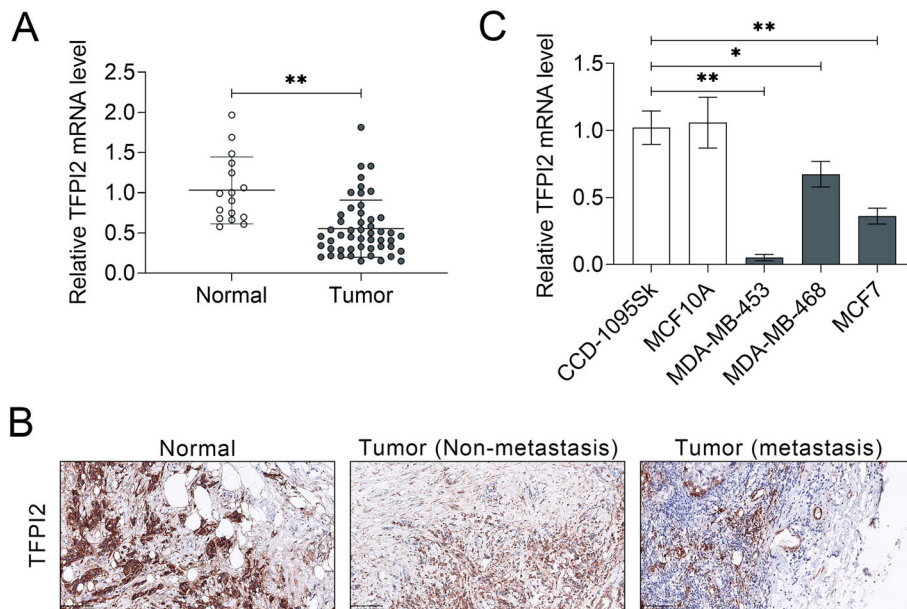 A
Relative TFPI2 mRNA level
2.5
2.0
1.5
1.0
0.5
0.0
**
Normal
Tumor
C
Relative TFPI2 mRNA level
1.5
1.0
0.5
0.0
**
*
**
CCD-1095Sk
MCF10A
MDA-MB-453
MDA-MB-468
MCF7
B
TFPI2
Normal
Tumor (Non-metastasis)
Tumor (metastasis)